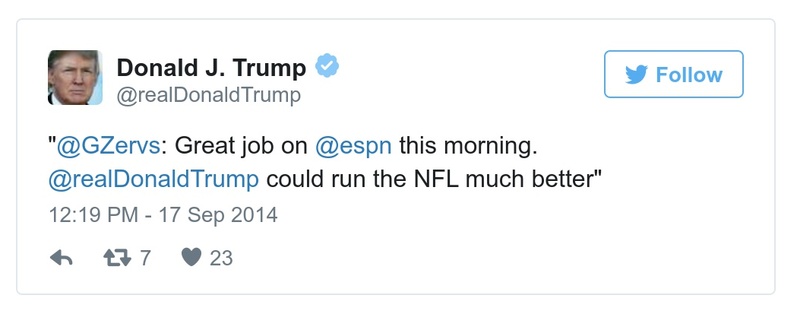 Donald J. Trump
@realDonaldTrump
Follow
"@GZervs: Great job on @espn this morning.
@realDonaldTrump could run the NFL much better"
12:19 PM - 17 Sep 2014
7 23